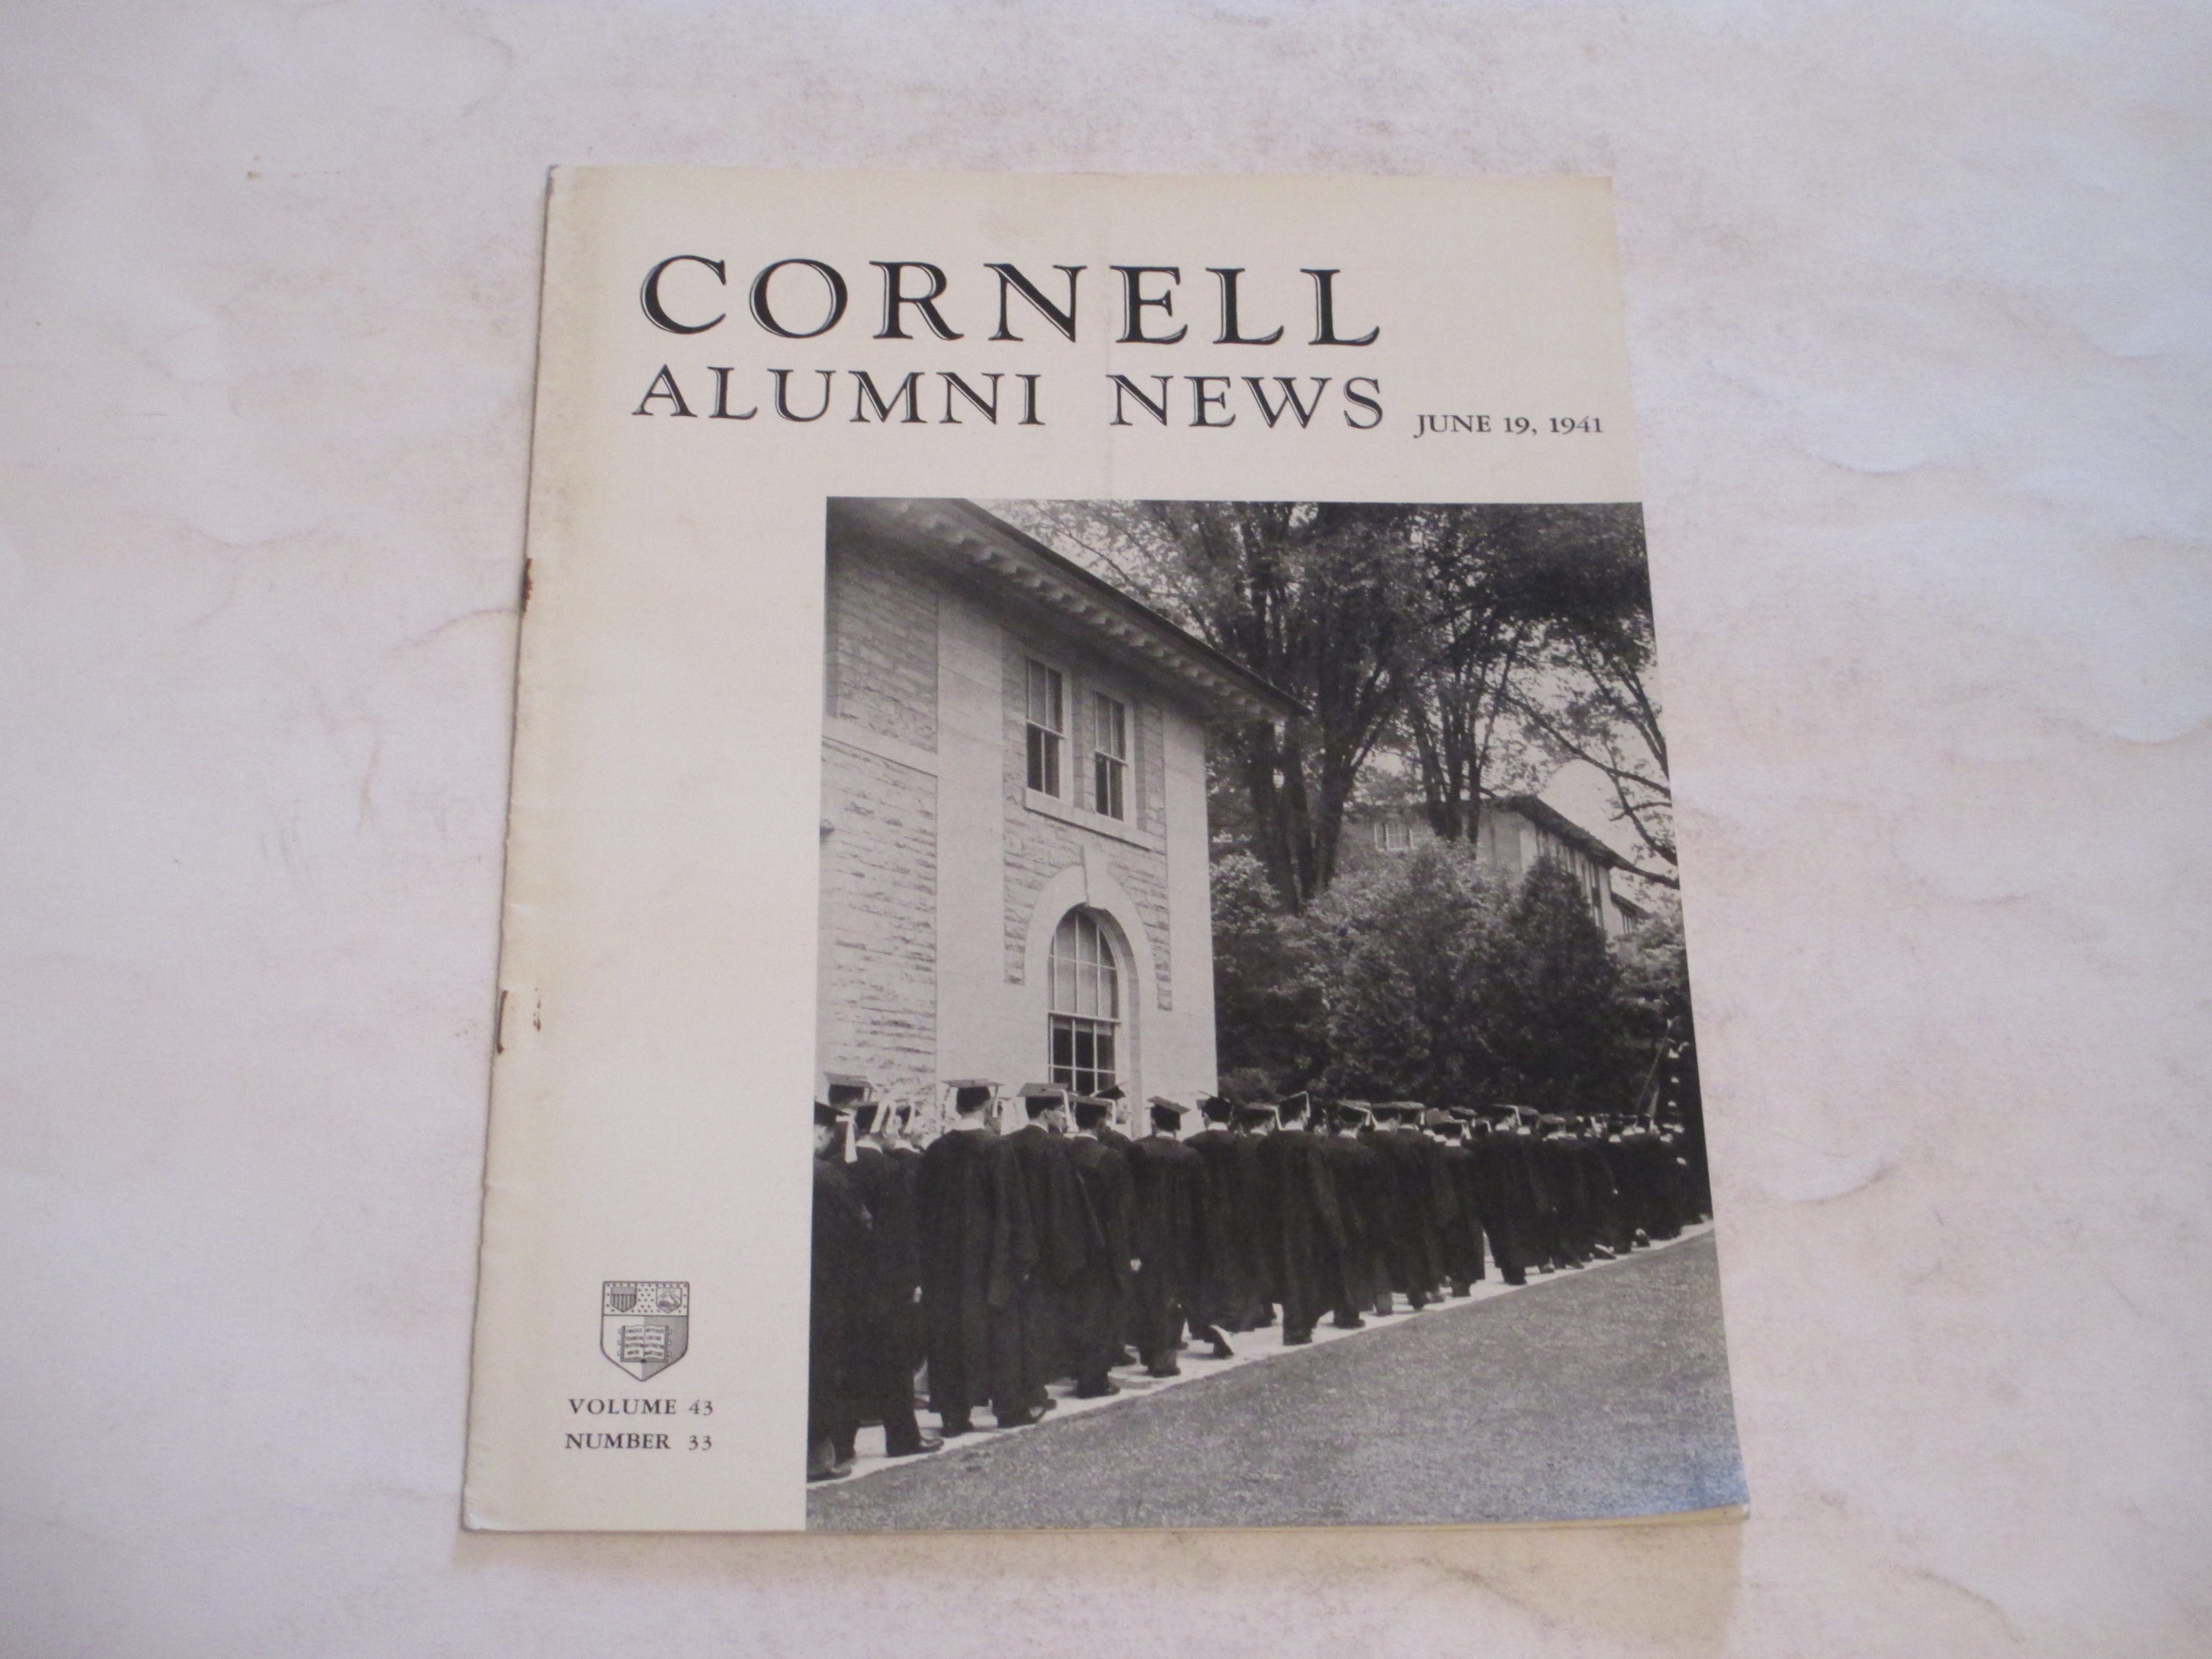 CORNELL
ALUMNI NEWS
JUNE 19, 1941
VOLUME 43
NUMBER 33